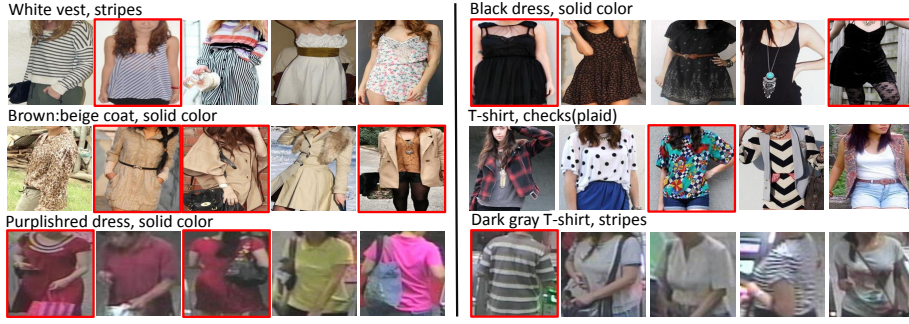 White vest, stripes
Black dress, solid color
Brown:beige coat, solid color
T-shirt, checks(plaid)
Purplishred dress, solid color
Dark gray T-shirt, stripes